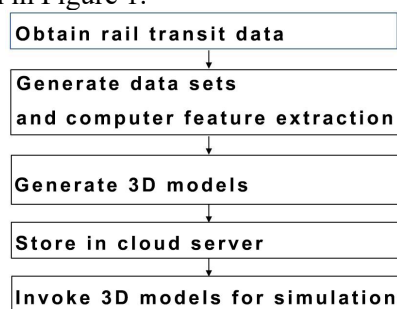 in Figure 1.
Obtain rail transit data
Generate data sets
and computer feature extraction
Generate 3D models
Store in cloud server
Invoke 3D models for simulation